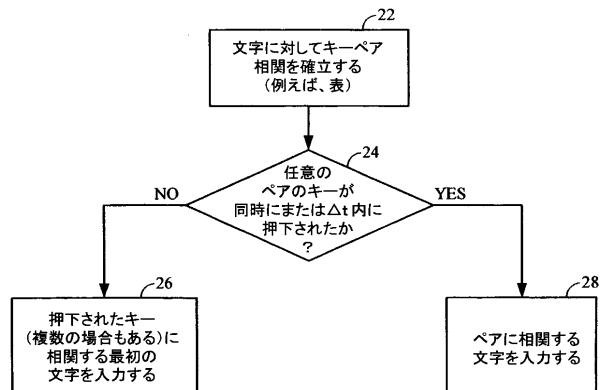 22
文字に対してキーペア
相関を確立する
(例えば、表)
24
任意の
ペアのキーが
同時にまたは△t内に
押下されたか
?
NO
YES
26
押下されたキー
(複数の場合もある)に
相関する最初の
文字を入力する
28
ペアに相関する
文字を入力する